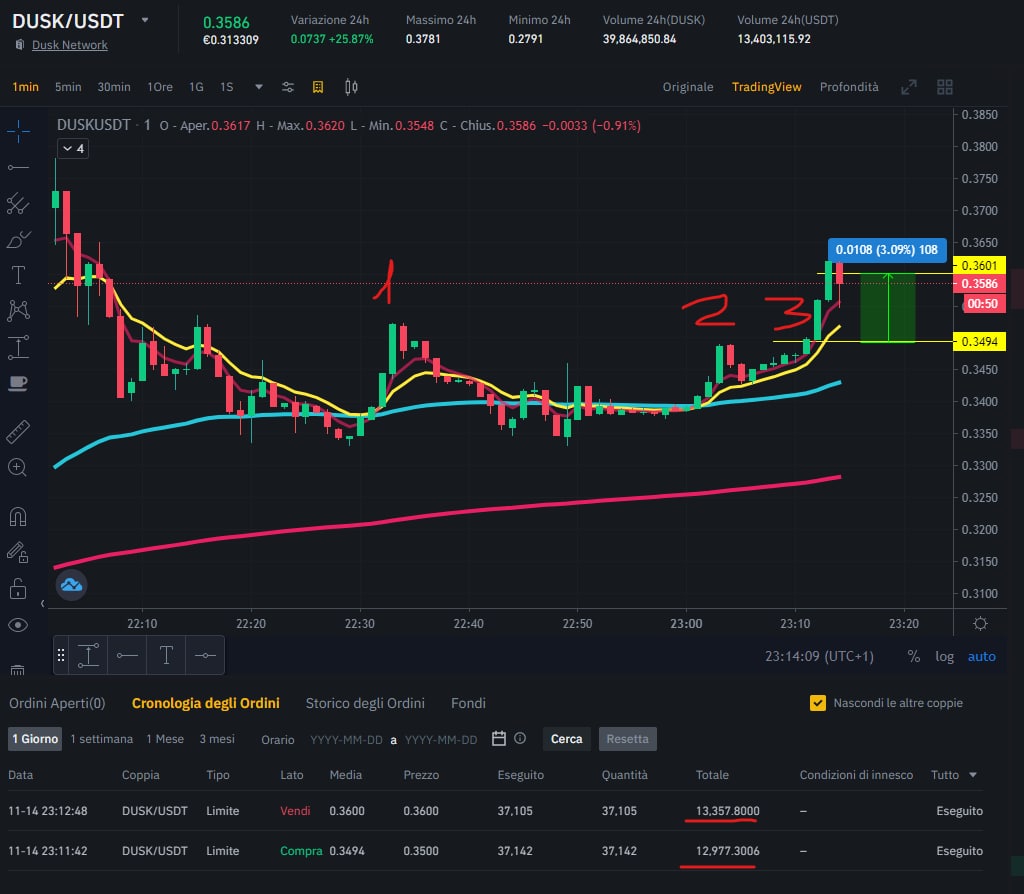 DUSK/USDT
Dusk Network
0.3586
€0.313309
Variazione 24h
0.0737 +25.87%
Massimo 24h
0.3781
Minimo 24h
0.2791
Volume 24h(DUSK)
39,864,850.84
Volume 24h(USDT)
13,403,115.92
1min 5min 30min 1Ore 1G 1S
Originale TradingView Profondità
DUSKUSDT · 1 O - Aper.0.3617 H - Max.0.3620 L - Min.0.3548 C - Chius.0.3586 −0.0033 (−0.91%)
4
0.3850
0.3800
0.3750
0.3700
0.3650
0.0108 (3.09%) 108
0.3601
0.3586
00:50
1
2
3
0.3494
0.3450
0.3400
0.3350
0.3300
0.3250
0.3200
0.3150
0.3100
22:10 22:20 22:30 22:40 22:50 23:00 23:10 23:20
23:14:09 (UTC+1) % log auto
Ordini Aperti(0) Cronologia degli Ordini Storico degli Ordini Fondi
Nascondi le altre coppie
1 Giorno 1 settimana 1 Mese 3 mesi Orario YYYY-MM-DD a YYYY-MM-DD Cerca Resetta
Data Coppia Tipo Lato Media Prezzo Eseguito Quantità Totale Condizioni di innesco Tutto
11-14 23:12:48 DUSK/USDT Limite Vendi 0.3600 0.3600 37,105 37,105 13,357.8000 – Eseguito
11-14 23:11:42 DUSK/USDT Limite Compra 0.3494 0.3500 37,142 37,142 12,977.3006 – Eseguito